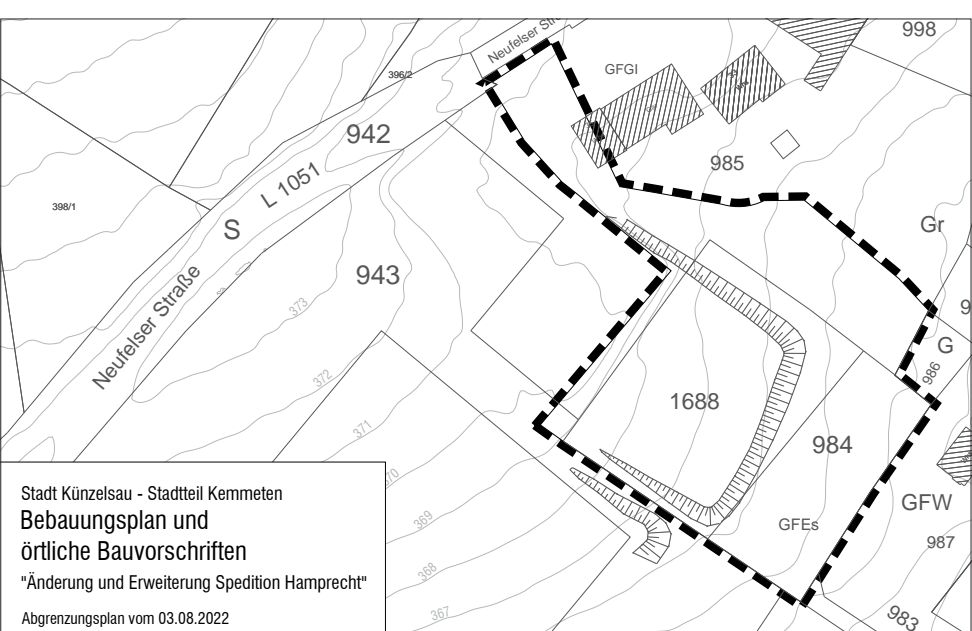 Neufelser Stra
998
396/2
GFGI
942
985
L 1051
S
398/1
Gr
943
Neufelser Straße
373
9
G
986
372
1688
371
984
370
GFW
369
GFEs
987
368
367
983
Stadt Künzelsau - Stadtteil Kemmeten
Bebauungsplan und
örtliche Bauvorschriften
"Änderung und Erweiterung Spedition Hamprecht"
Abgrenzungsplan vom 03.08.2022